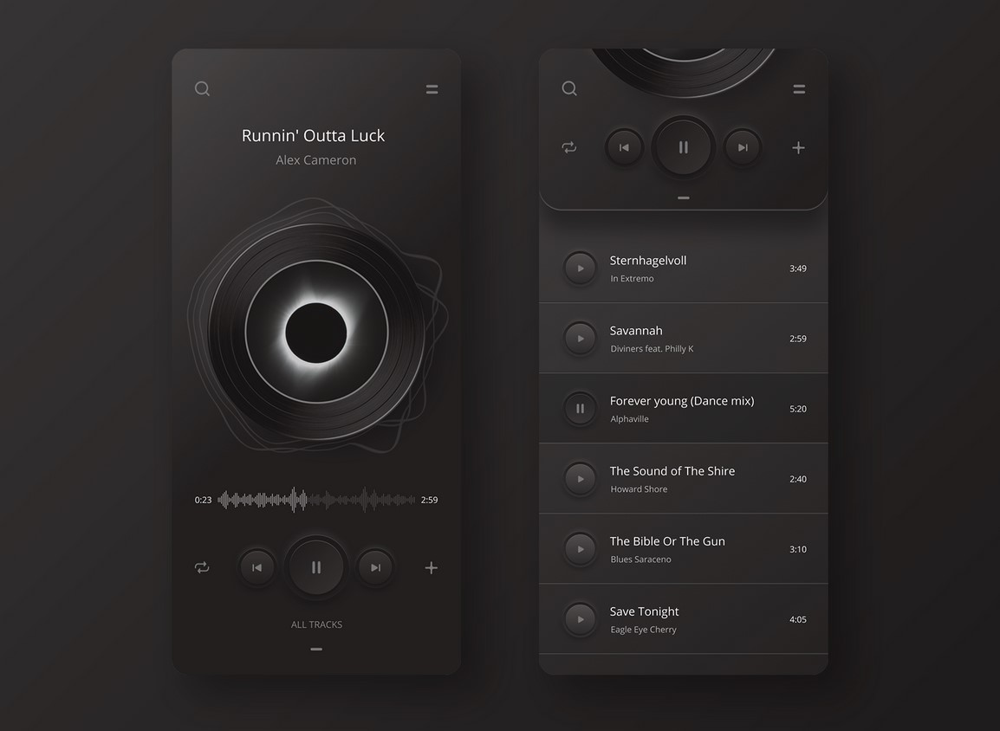 Runnin' Outta Luck
Alex Cameron
0:23
2:59
ALL TRACKS
Sternhagelvoll
In Extremo
3:49
Savannah
Diviners feat. Philly K
2:59
Forever young (Dance mix)
Alphaville
5:20
The Sound of The Shire
Howard Shore
2:40
The Bible Or The Gun
Blues Saraceno
3:10
Save Tonight
Eagle Eye Cherry
4:05